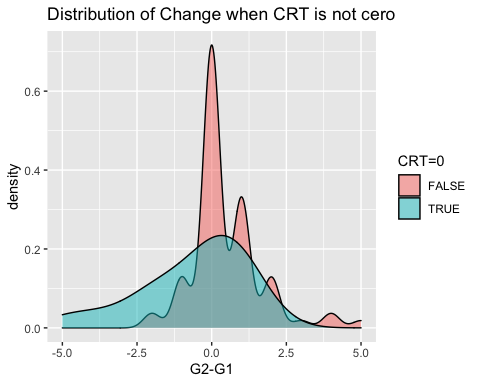 Distribution of Change when CRT is not cero
0.6
0.4
0.2
0.0
density
-5.0 -2.5 0.0 2.5 5.0
G2-G1
CRT=0
FALSE
TRUE